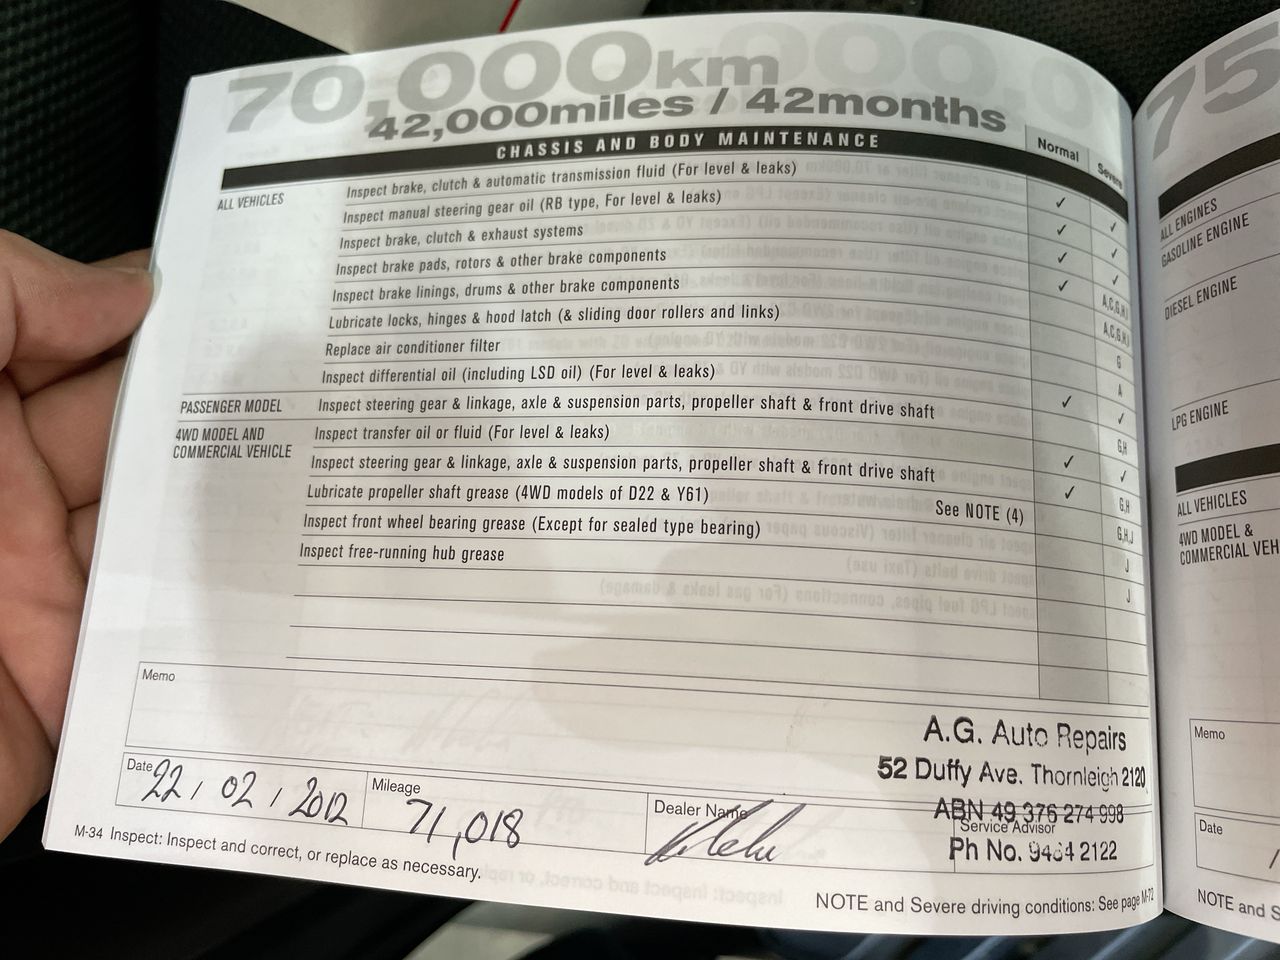 70,000km
42,000miles / 42months
CHASSIS AND BODY MAINTENANCE
Normal
Severe
ALL VEHICLES
Inspect brake, clutch & automatic transmission fluid (For level & leaks)
✓ ✓
Inspect manual steering gear oil (RB type, For level & leaks)
✓ ✓
Inspect brake, clutch & exhaust systems
✓ ✓
Inspect brake pads, rotors & other brake components
✓ A,C,G,H,I
Inspect brake linings, drums & other brake components
A,C,G,H,I
Lubricate locks, hinges & hood latch (& sliding door rollers and links)
G
Replace air conditioner filter
A
Inspect differential oil (including LSD oil) (For level & leaks)
✓ ✓
PASSENGER MODEL
Inspect steering gear & linkage, axle & suspension parts, propeller shaft & front drive shaft
G,H
4WD MODEL AND
COMMERCIAL VEHICLE
Inspect transfer oil or fluid (For level & leaks)
✓ ✓
Inspect steering gear & linkage, axle & suspension parts, propeller shaft & front drive shaft
✓ G,H
Lubricate propeller shaft grease (4WD models of D22 & Y61)
See NOTE (4)
G,H,J
Inspect front wheel bearing grease (Except for sealed type bearing)
J
Inspect free-running hub grease
J
Memo
A.G. Auto Repairs
52 Duffy Ave. Thornleigh 2120
ABN 49 376 274 998
Ph No. 9484 2122
Date 22 / 02 / 2012
Mileage 71,018
Dealer Name
Service Advisor
M-34 Inspect: Inspect and correct, or replace as necessary.
NOTE and Severe driving conditions: See page M-72
75
ALL ENGINES
GASOLINE ENGINE
DIESEL ENGINE
LPG ENGINE
ALL VEHICLES
4WD MODEL &
COMMERCIAL VEH
Memo
Date
/
NOTE and S